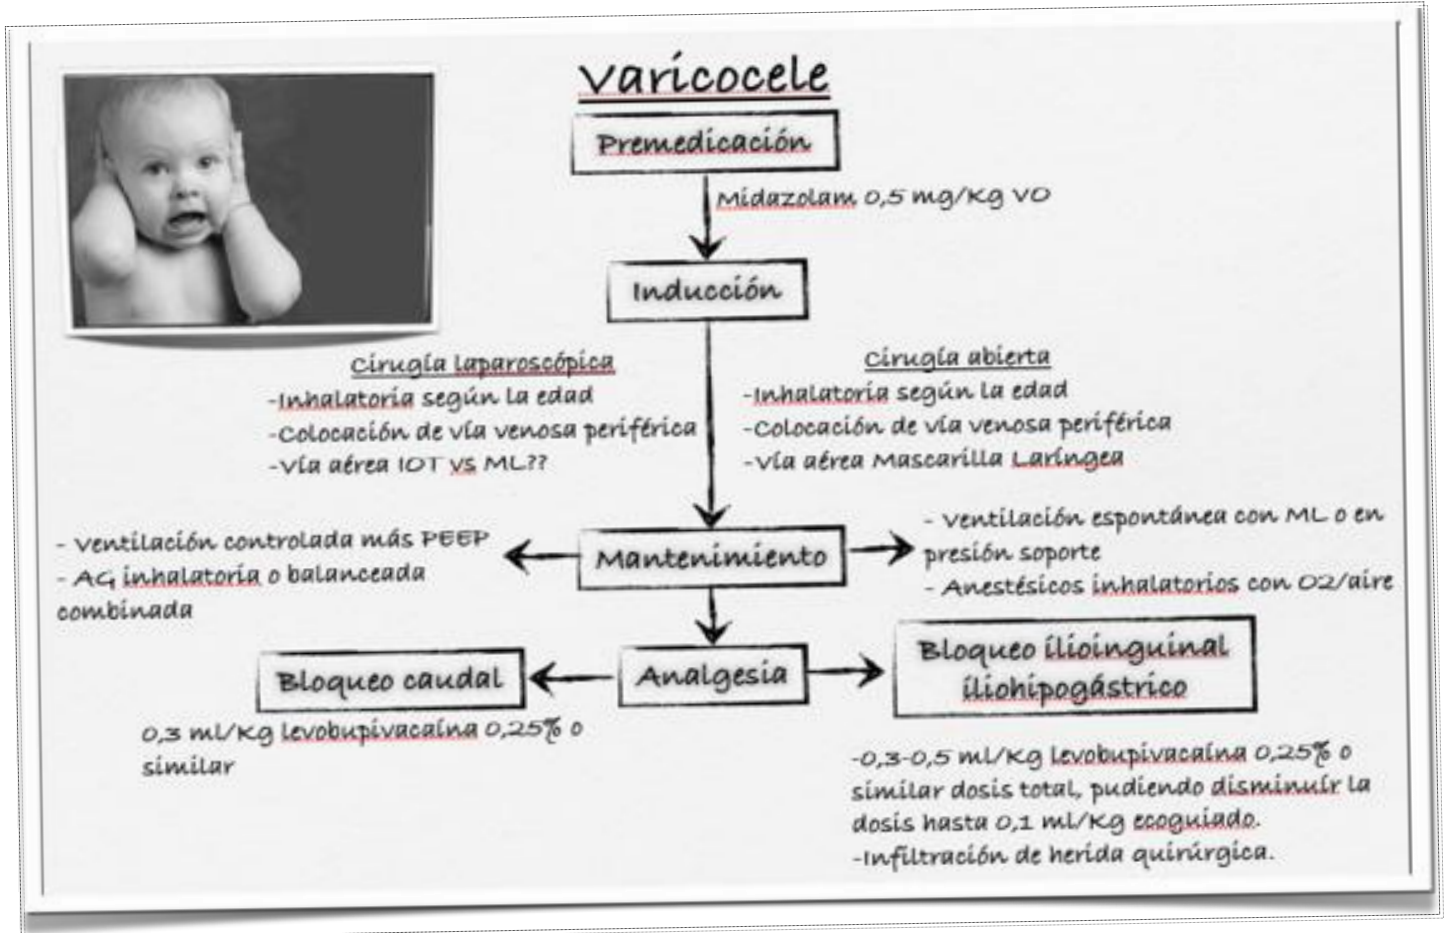 Varicocele
Premedicación
Midazolam 0,5 mg/Kg VO
Inducción
Cirugía laparoscópica
-Inhalatoria según la edad
-Colocación de vía venosa periférica
-Vía aérea IOT vs ML??
Cirugía abierta
-Inhalatoria según la edad
-Colocación de vía venosa periférica
-Vía aérea Mascarilla Laríngea
Mantenimiento
- Ventilación controlada más PEEP
- AG inhalatoria o balanceada
combinada
- Ventilación espontánea con ML o en
presión soporte
- Anestésicos inhalatorios con O2/aire
Analgesia
Bloqueo caudal
0,3 ml/Kg levobupivacaína 0,25% o
similar
Bloqueo ílioinguinal
íliohipogástrico
-0,3-0,5 ml/Kg levobupivacaína 0,25% o
similar dosis total, pudiendo disminuír la
dosis hasta 0,1 ml/Kg ecoguiado.
-Infiltración de herida quirúrgica.